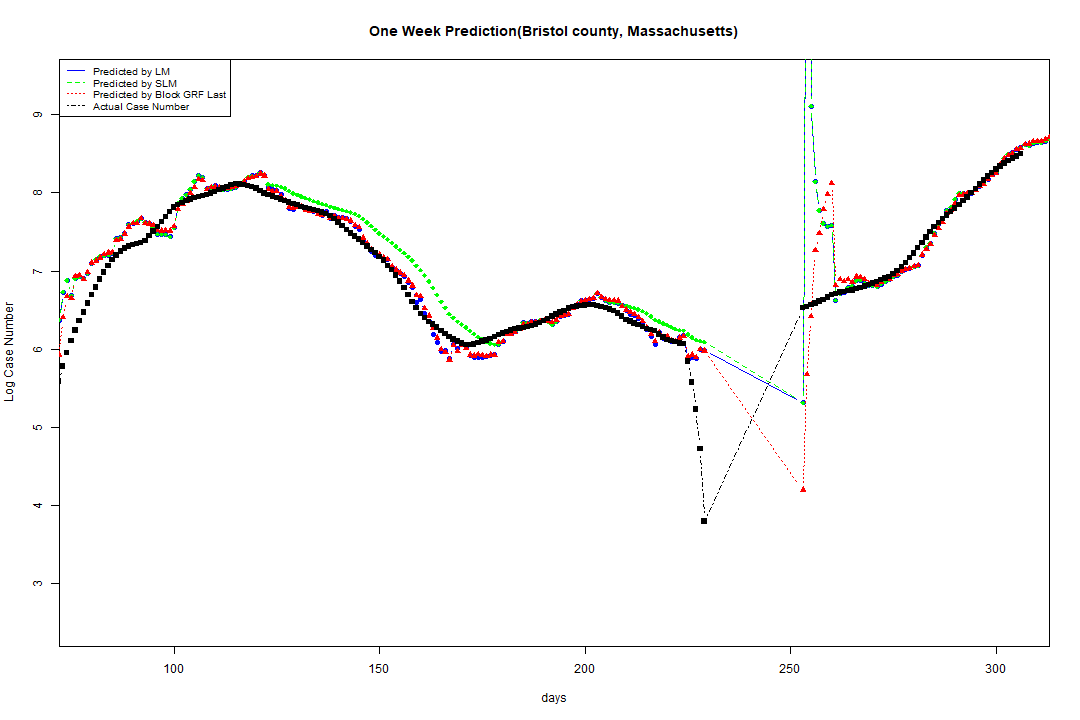 One Week Prediction(Bristol county, Massachusetts)
Predicted by LM
Predicted by SLM
Predicted by Block GRF Last
Actual Case Number
Log Case Number
9
8
7
6
5
4
3
100 150 200 250 300
days